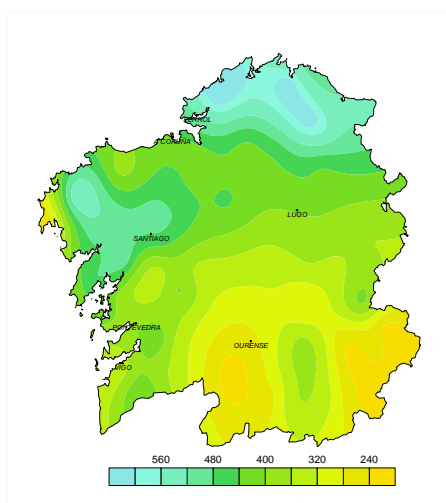 FERROL
CORUÑA
LUGO
SANTIAGO
PONTEVEDRA
OURENSE
VIGO
560 480 400 320 240